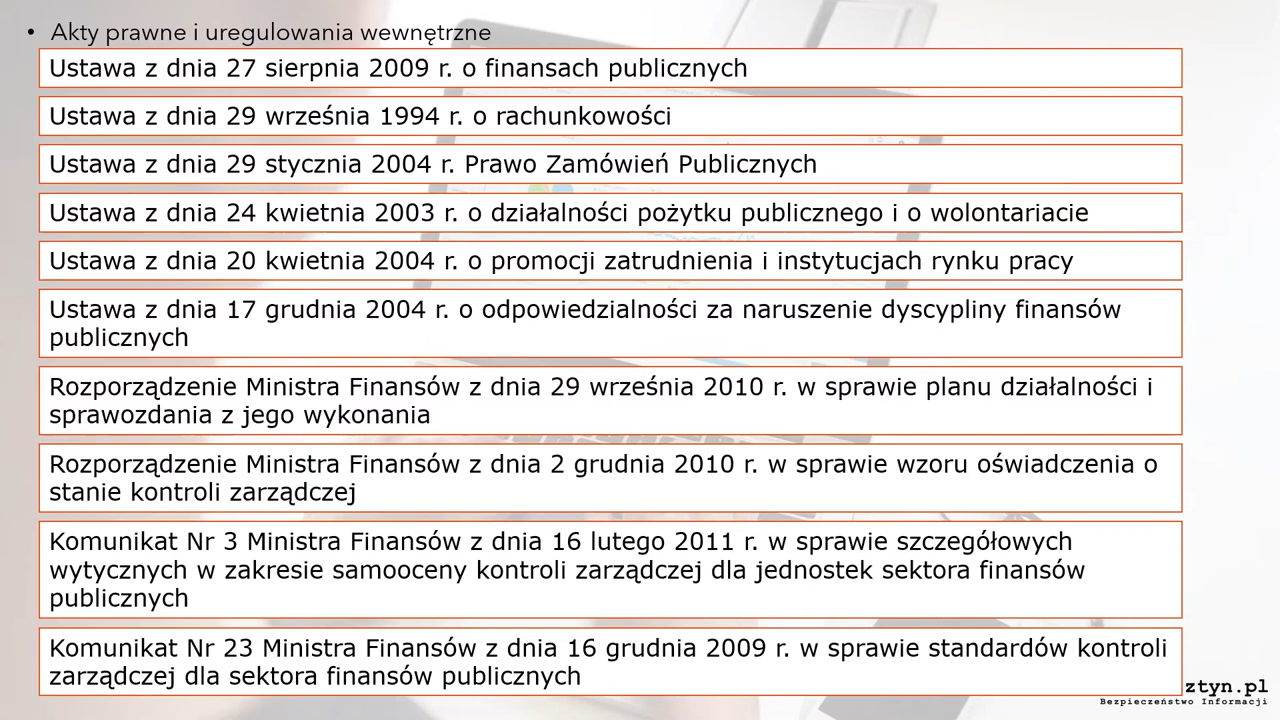 • Akty prawne i uregulowania wewnętrzne
Ustawa z dnia 27 sierpnia 2009 r. o finansach publicznych
Ustawa z dnia 29 września 1994 r. o rachunkowości
Ustawa z dnia 29 stycznia 2004 r. Prawo Zamówień Publicznych
Ustawa z dnia 24 kwietnia 2003 r. o działalności pożytku publicznego i o wolontariacie
Ustawa z dnia 20 kwietnia 2004 r. o promocji zatrudnienia i instytucjach rynku pracy
Ustawa z dnia 17 grudnia 2004 r. o odpowiedzialności za naruszenie dyscypliny finansów
publicznych
Rozporządzenie Ministra Finansów z dnia 29 września 2010 r. w sprawie planu działalności i
sprawozdania z jego wykonania
Rozporządzenie Ministra Finansów z dnia 2 grudnia 2010 r. w sprawie wzoru oświadczenia o
stanie kontroli zarządczej
Komunikat Nr 3 Ministra Finansów z dnia 16 lutego 2011 r. w sprawie szczegółowych
wytycznych w zakresie samooceny kontroli zarządczej dla jednostek sektora finansów
publicznych
Komunikat Nr 23 Ministra Finansów z dnia 16 grudnia 2009 r. w sprawie standardów kontroli
zarządczej dla sektora finansów publicznych
ztyn.pl
Bezpieczeństwo Informacji